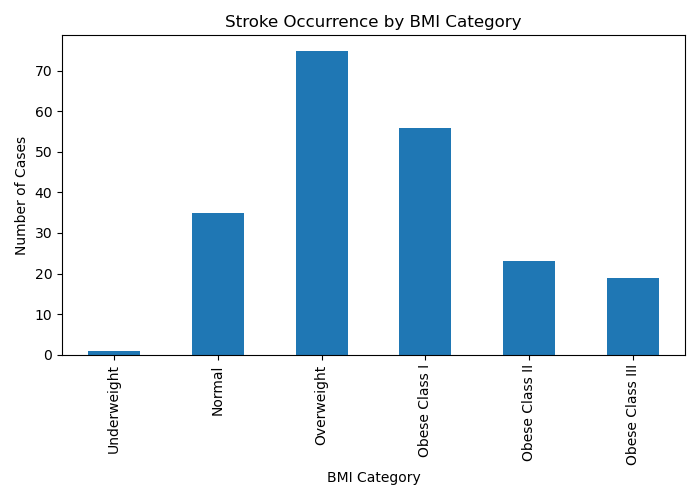 Stroke Occurrence by BMI Category
Number of Cases
70
60
50
40
30
20
10
0
Underweight
Normal
Overweight
Obese Class I
Obese Class II
Obese Class III
BMI Category